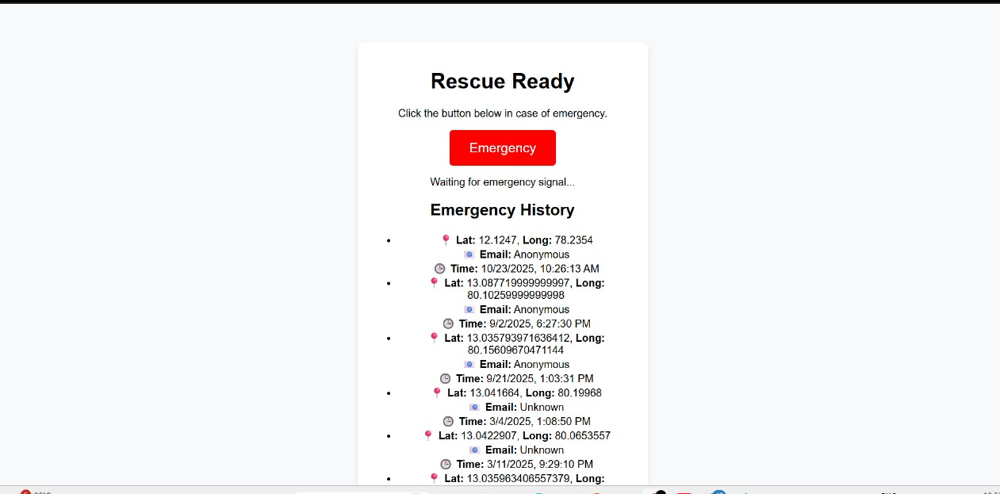 Rescue Ready
Click the button below in case of emergency.
Emergency
Waiting for emergency signal...
Emergency History
Lat: 12.1247, Long: 78.2354
Email: Anonymous
Time: 10/23/2025, 10:26:13 AM
Lat: 13.087719999999997, Long:
80.10259999999998
Email: Anonymous
Time: 9/2/2025, 6:27:30 PM
Lat: 13.035793971636412, Long:
80.15609670471144
Email: Anonymous
Time: 9/21/2025, 1:03:31 PM
Lat: 13.041664, Long: 80.19968
Email: Unknown
Time: 3/4/2025, 1:08:50 PM
Lat: 13.0422907, Long: 80.0653557
Email: Unknown
Time: 3/11/2025, 9:29:10 PM
Lat: 13.035963406557379, Long: